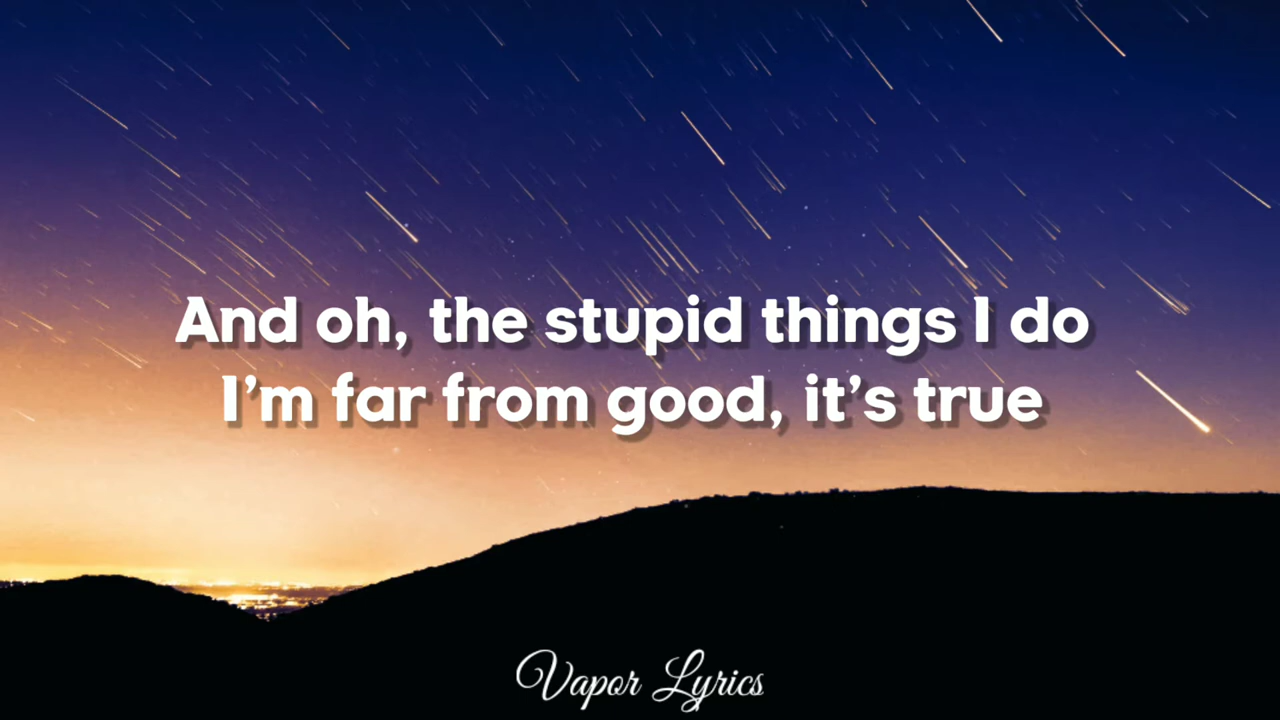 And oh, the stupid things I do
I'm far from good, it's true
Vapor Lyrics